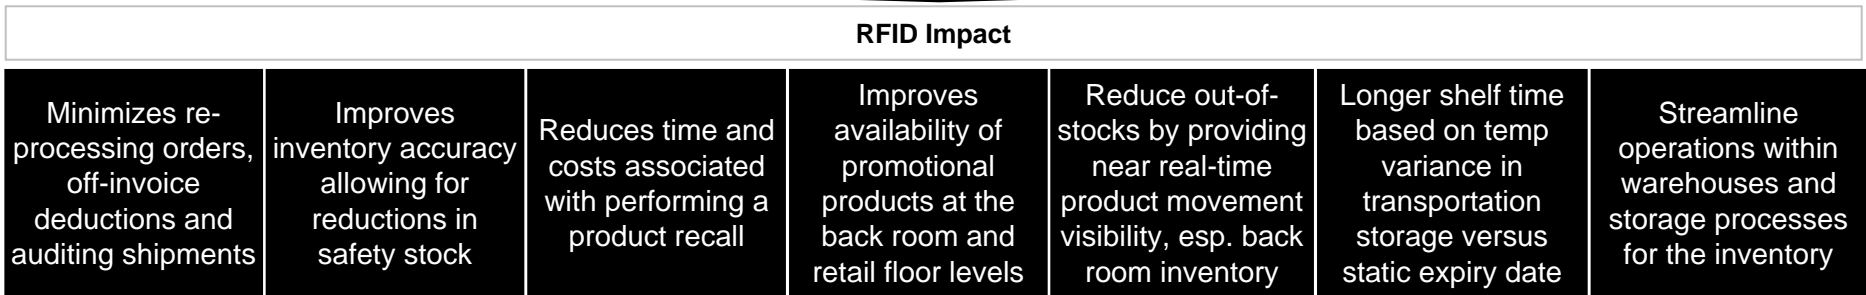 RFID Impact
Minimizes re-
processing orders,
off-invoice
deductions and
auditing shipments
Improves
inventory accuracy
allowing for
reductions in
safety stock
Reduces time and
costs associated
with performing a
product recall
Improves
availability of
promotional
products at the
back room and
retail floor levels
Reduce out-of-
stocks by providing
near real-time
product movement
visibility, esp. back
room inventory
Longer shelf time
based on temp
variance in
transportation
storage versus
static expiry date
Streamline
operations within
warehouses and
storage processes
for the inventory